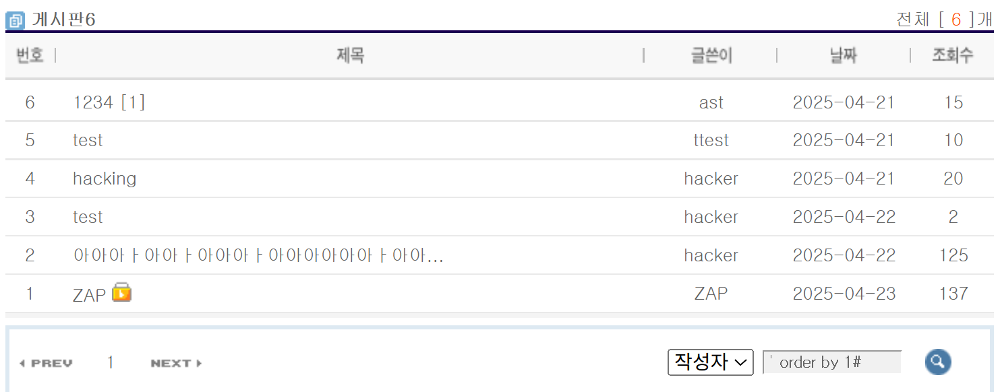 게시판6 전체 [ 6 ]개
번호 제목 글쓴이 날짜 조회수
6 1234 [1] ast 2025-04-21 15
5 test ttest 2025-04-21 10
4 hacking hacker 2025-04-21 20
3 test hacker 2025-04-22 2
2 아아아ㅏ아아ㅏ아아아ㅏ아아아아아아ㅏ아아... hacker 2025-04-22 125
1 ZAP ZAP 2025-04-23 137
PREV 1 NEXT 작성자 ' order by 1#